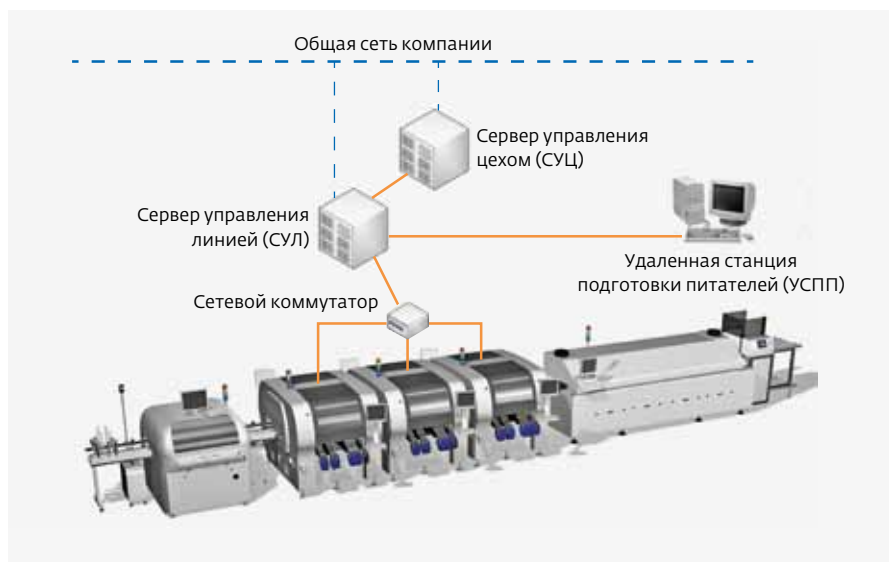 Общая сеть компании
Сервер управления
цехом (СУЦ)
Сервер управления
линией (СУЛ)
Удаленная станция
подготовки питателей (УСПП)
Сетевой коммутатор